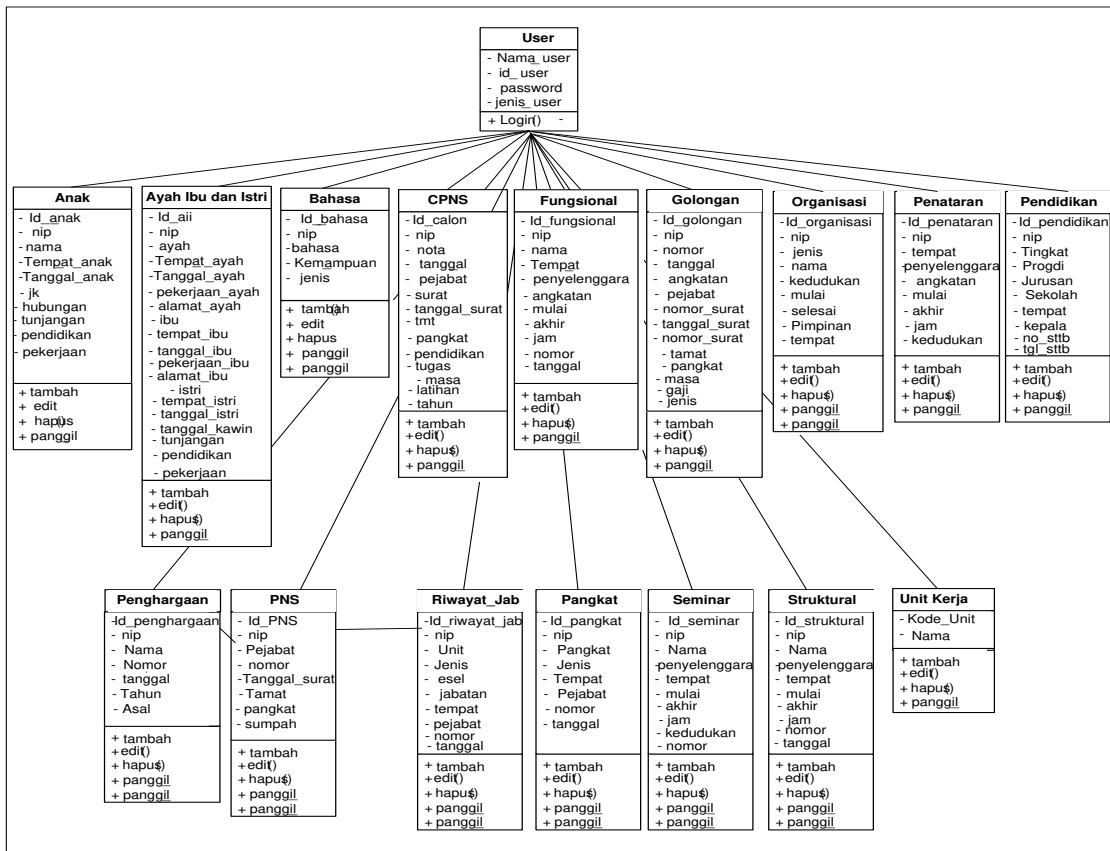 User
- Nama_user
- id_user
- password
- jenis_user
+ Login() -
Anak
- Id_anak
- nip
- nama
- Tempat_anak
- Tanggal_anak
- jk
- hubungan
- tunjangan
- pendidikan
- pekerjaan
+ tambah
+ edit
+ hapus()
+ panggil
Ayah Ibu dan Istri
- Id_aii
- nip
- ayah
- Tempat_ayah
- Tanggal_ayah
- pekerjaan_ayah
- alamat_ayah
- ibu
- tempat_ibu
- tanggal_ibu
- pekerjaan_ibu
- alamat_ibu
- istri
- tempat_istri
- tanggal_istri
- tanggal_kawin
- tunjangan
- pendidikan
- pekerjaan
+ tambah
+ edit()
+ hapus()
+ panggil
Bahasa
- Id_bahasa
- nip
- bahasa
- Kemampuan
- jenis
+ tambah()
+ edit
+ hapus
+ panggil
+ panggil
CPNS
- Id_calon
- nip
- nota
- tanggal
- pejabat
- surat
- tanggal_surat
- tmt
- pangkat
- pendidikan
- tugas
- masa
- latihan
- tahun
+ tambah
+ edit()
+ hapus()
+ panggil
Fungsional
- Id_fungsional
- nip
- nama
- Tempat
- penyelenggara
- angkatan
- mulai
- akhir
- jam
- nomor
- tanggal
+ tambah
+ edit()
+ hapus()
+ panggil
Golongan
- Id_golongan
- nip
- nomor
- tanggal
- angkatan
- pejabat
- nomor_surat
- tanggal_surat
- nomor_surat
- tamat
- pangkat
- masa
- gaji
- jenis
+ tambah
+ edit()
+ hapus()
+ panggil
Organisasi
- Id_organisasi
- nip
- jenis
- nama
- kedudukan
- mulai
- selesai
- Pimpinan
- tempat
+ tambah
+ edit()
+ hapus()
+ panggil
Penataran
- Id_penataran
- nip
- tempat
- penyelenggara
- angkatan
- mulai
- akhir
- jam
- kedudukan
+ tambah
+ edit()
+ hapus()
+ panggil
Pendidikan
- Id_pendidikan
- nip
- Tingkat
- Progdi
- Jurusan
- Sekolah
- tempat
- kepala
- no_sttb
- tgl_sttb
+ tambah
+ edit()
+ hapus()
+ panggil
Penghargaan
- Id_penghargaan
- nip
- Nama
- Nomor
- tanggal
- Tahun
- Asal
+ tambah
+ edit()
+ hapus()
+ panggil
+ panggil
PNS
- Id_PNS
- nip
- Pejabat
- nomor
- Tanggal_surat
- Tamat
- pangkat
- sumpah
+ tambah
+ edit()
+ hapus()
+ panggil
+ panggil
Riwayat_Jab
- Id_riwayat_jab
- nip
- Unit
- Jenis
- esel
- jabatan
- tempat
- pejabat
- nomor
- tanggal
+ tambah
+ edit()
+ hapus()
+ panggil
+ panggil
Pangkat
- Id_pangkat
- nip
- Pangkat
- Jenis
- Tempat
- Pejabat
- nomor
- tanggal
+ tambah
+ edit()
+ hapus()
+ panggil
+ panggil
Seminar
- Id_seminar
- nip
- Nama
- penyelenggara
- tempat
- mulai
- akhir
- jam
- kedudukan
- nomor
+ tambah
+ edit()
+ hapus()
+ panggil
+ panggil
Struktural
- Id_struktural
- nip
- Nama
- penyelenggara
- tempat
- mulai
- akhir
- jam
- nomor
- tanggal
+ tambah
+ edit()
+ hapus()
+ panggil
+ panggil
Unit Kerja
- Kode_Unit
- Nama
+ tambah
+ edit()
+ hapus()
+ panggil